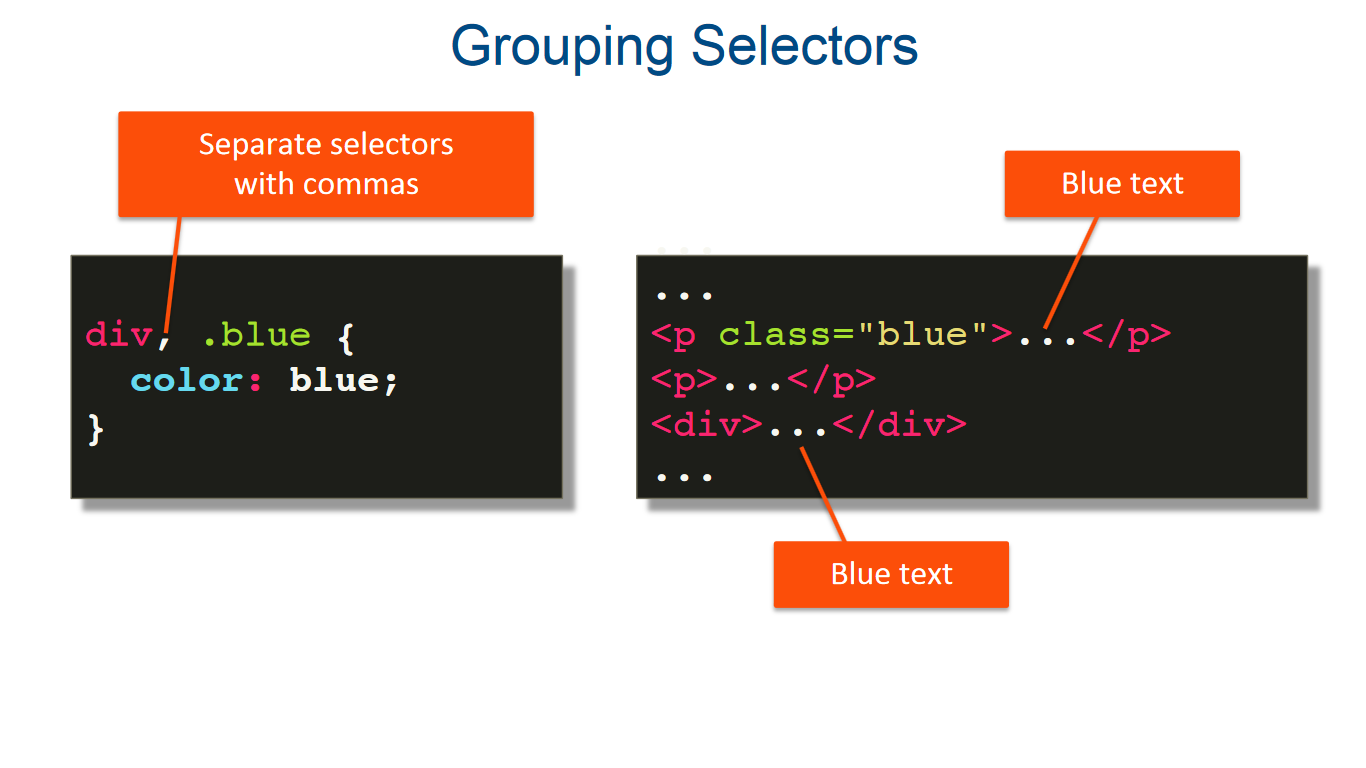 Grouping Selectors
Separate selectors
with commas
div, .blue {
color: blue;
}
Blue text
...
...
<p class="blue">...</p>
<p>...</p>
<div>...</div>
...
Blue text